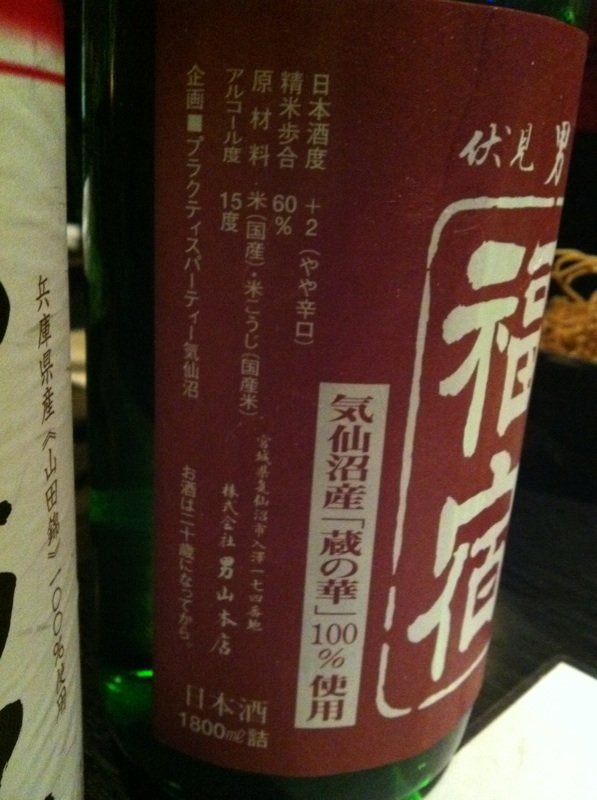 伏見男
福宿
気仙沼産「蔵の華」100%使用
日本酒度 +2(やや辛口)
精米歩合 60%
原材料 米(国産)・米こうじ(国産米)
アルコール度 15度
企画■プラクティスパーティー気仙沼
宮城県気仙沼市入澤一七四番地
株式会社 男山本店
お酒は二十歳になってから。
日本酒
1800ml詰
兵庫県産《山田錦》一〇〇%使用